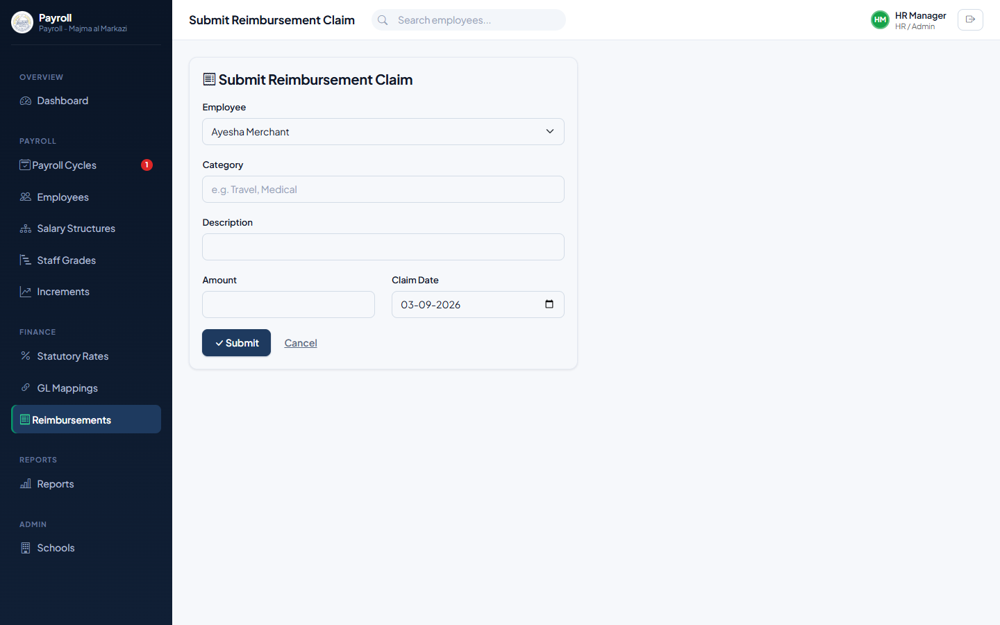 Payroll
Payroll - Majma al Markazi
OVERVIEW
Dashboard
PAYROLL
Payroll Cycles 1
Employees
Salary Structures
Staff Grades
Increments
FINANCE
Statutory Rates
GL Mappings
Reimbursements
REPORTS
Reports
ADMIN
Schools
Submit Reimbursement Claim
Search employees...
HM
HR Manager
HR / Admin
Submit Reimbursement Claim
Employee
Ayesha Merchant
Category
e.g. Travel, Medical
Description
Amount
Claim Date
03-09-2026
Submit
Cancel